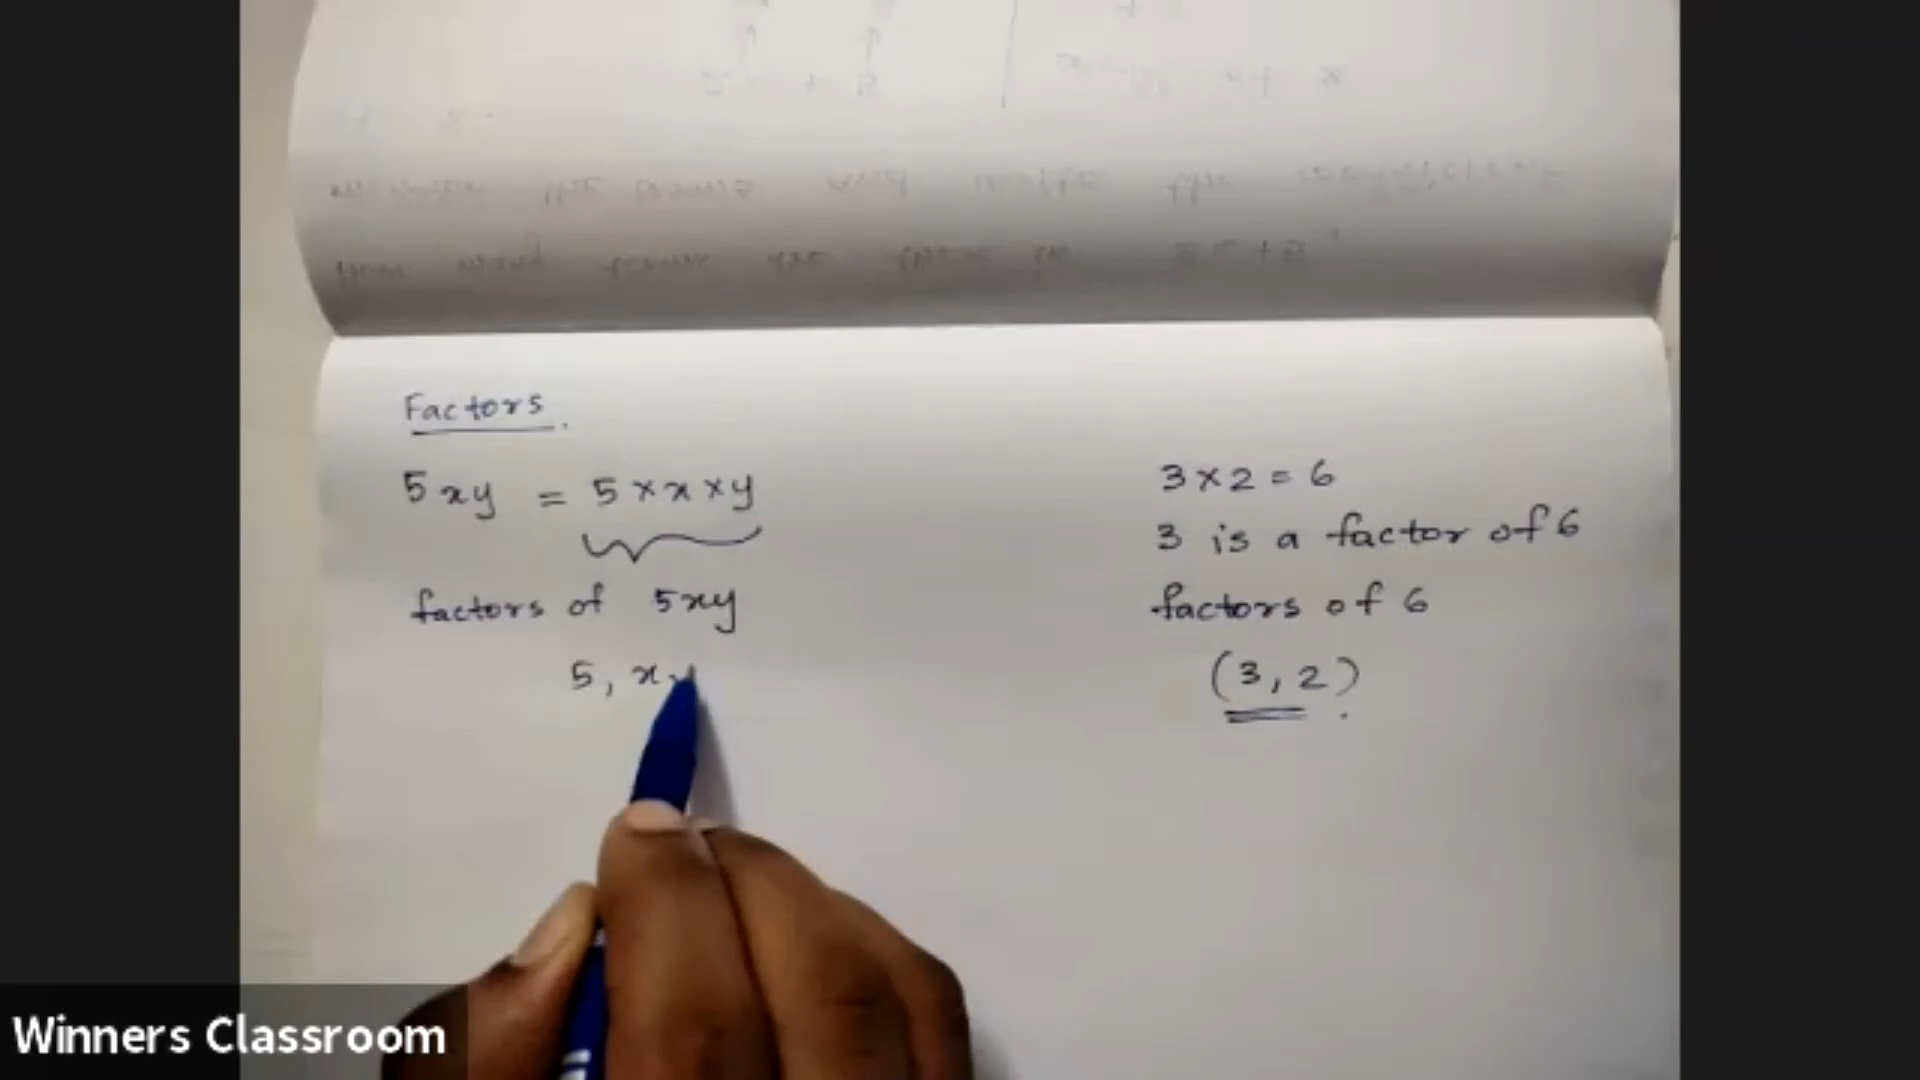 Factors.
5xy = 5×x×y
factors of 5xy
5, x,
3×2=6
3 is a factor of 6
factors of 6
(3, 2).
Winners Classroom